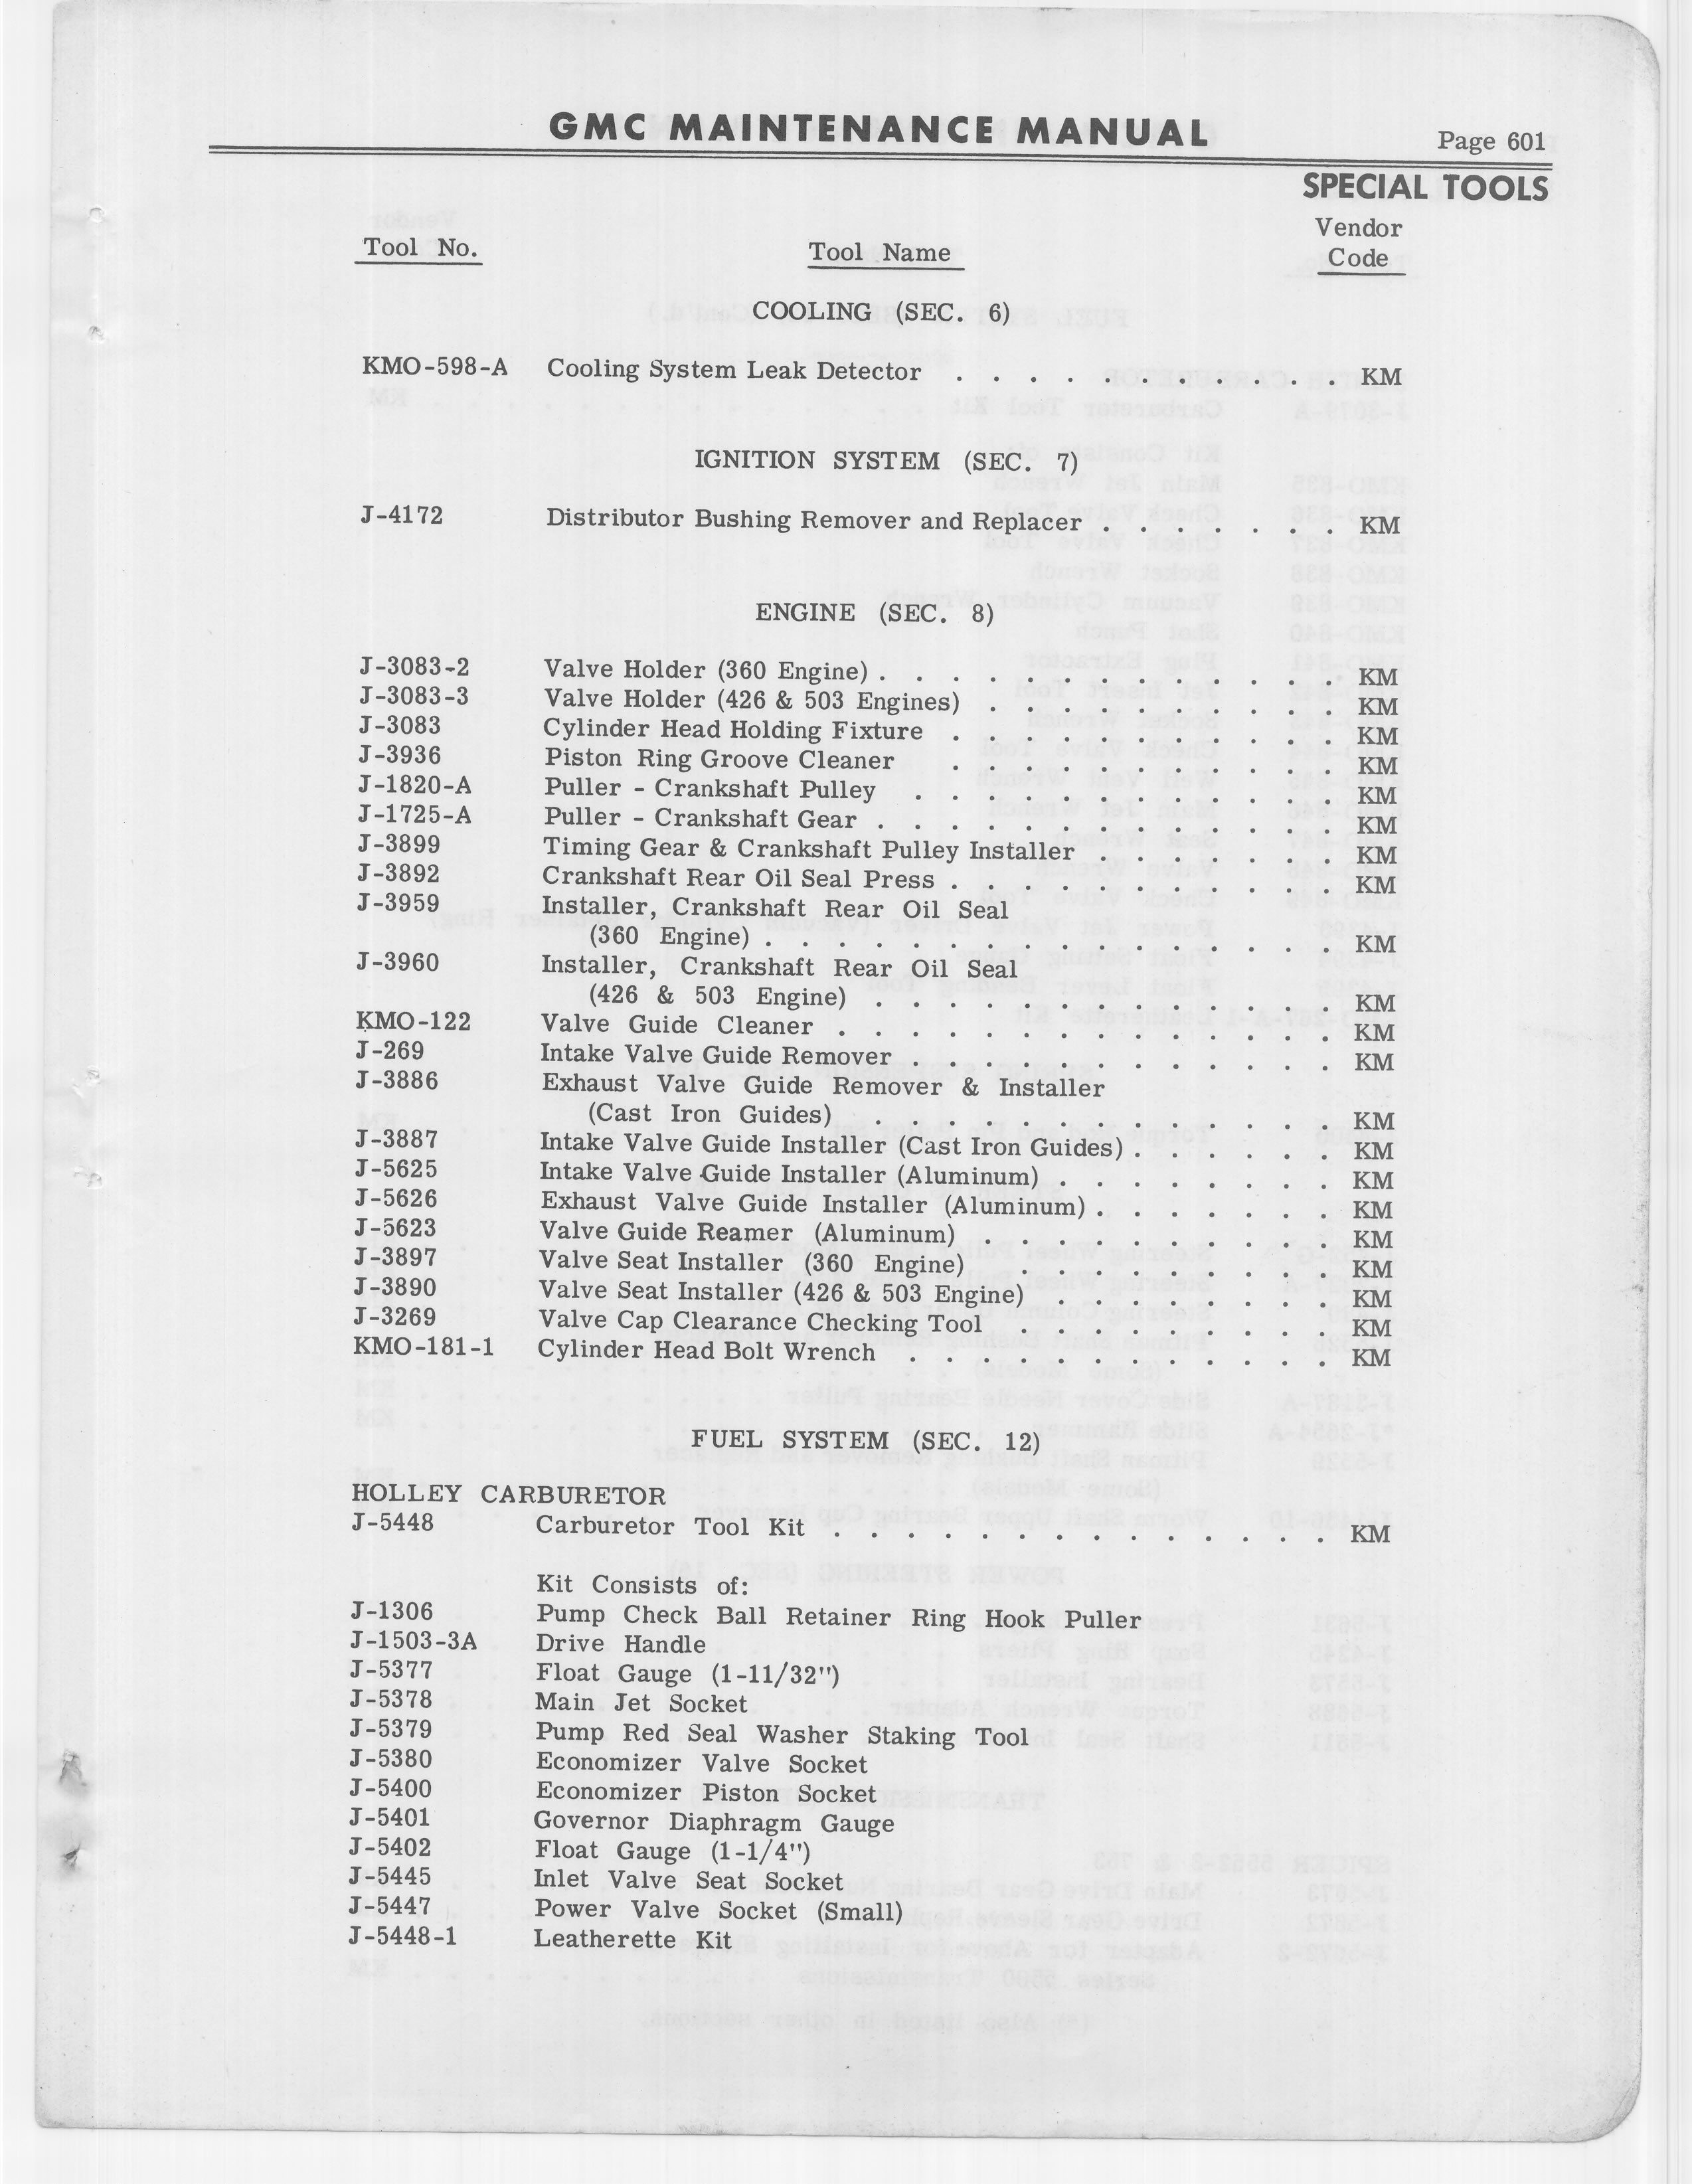 GMC MAINTENANCE MANUAL Page 601
SPECIAL TOOLS
Tool No. Tool Name Vendor Code
COOLING (SEC. 6)
KMO-598-A Cooling System Leak Detector . . . . . . . . . . . KM
IGNITION SYSTEM (SEC. 7)
J-4172 Distributor Bushing Remover and Replacer . . . . . . . KM
ENGINE (SEC. 8)
J-3083-2 Valve Holder (360 Engine) . . . . . . . . . . . . . KM
J-3083-3 Valve Holder (426 & 503 Engines) . . . . . . . . . . KM
J-3083 Cylinder Head Holding Fixture . . . . . . . . . . . KM
J-3936 Piston Ring Groove Cleaner . . . . . . . . . . . KM
J-1820-A Puller - Crankshaft Pulley . . . . . . . . . . . . KM
J-1725-A Puller - Crankshaft Gear . . . . . . . . . . . . . KM
J-3899 Timing Gear & Crankshaft Pulley Installer . . . . . . . KM
J-3892 Crankshaft Rear Oil Seal Press . . . . . . . . . . . KM
J-3959 Installer, Crankshaft Rear Oil Seal
(360 Engine) . . . . . . . . . . . . . . . . KM
J-3960 Installer, Crankshaft Rear Oil Seal
(426 & 503 Engine) . . . . . . . . . . . . . KM
KMO-122 Valve Guide Cleaner . . . . . . . . . . . . . . KM
J-269 Intake Valve Guide Remover . . . . . . . . . . . . KM
J-3886 Exhaust Valve Guide Remover & Installer
(Cast Iron Guides) . . . . . . . . . . . . . KM
J-3887 Intake Valve Guide Installer (Cast Iron Guides) . . . . . . KM
J-5625 Intake Valve Guide Installer (Aluminum) . . . . . . . . KM
J-5626 Exhaust Valve Guide Installer (Aluminum) . . . . . . . KM
J-5623 Valve Guide Reamer (Aluminum) . . . . . . . . . . KM
J-3897 Valve Seat Installer (360 Engine) . . . . . . . . . KM
J-3890 Valve Seat Installer (426 & 503 Engine) . . . . . . . . KM
J-3269 Valve Cap Clearance Checking Tool . . . . . . . . . KM
KMO-181-1 Cylinder Head Bolt Wrench . . . . . . . . . . . . KM
FUEL SYSTEM (SEC. 12)
HOLLEY CARBURETOR
J-5448 Carburetor Tool Kit . . . . . . . . . . . . . . KM
Kit Consists of:
J-1306 Pump Check Ball Retainer Ring Hook Puller
J-1503-3A Drive Handle
J-5377 Float Gauge (1-11/32")
J-5378 Main Jet Socket
J-5379 Pump Red Seal Washer Staking Tool
J-5380 Economizer Valve Socket
J-5400 Economizer Piston Socket
J-5401 Governor Diaphragm Gauge
J-5402 Float Gauge (1-1/4")
J-5445 Inlet Valve Seat Socket
J-5447 Power Valve Socket (Small)
J-5448-1 Leatherette Kit